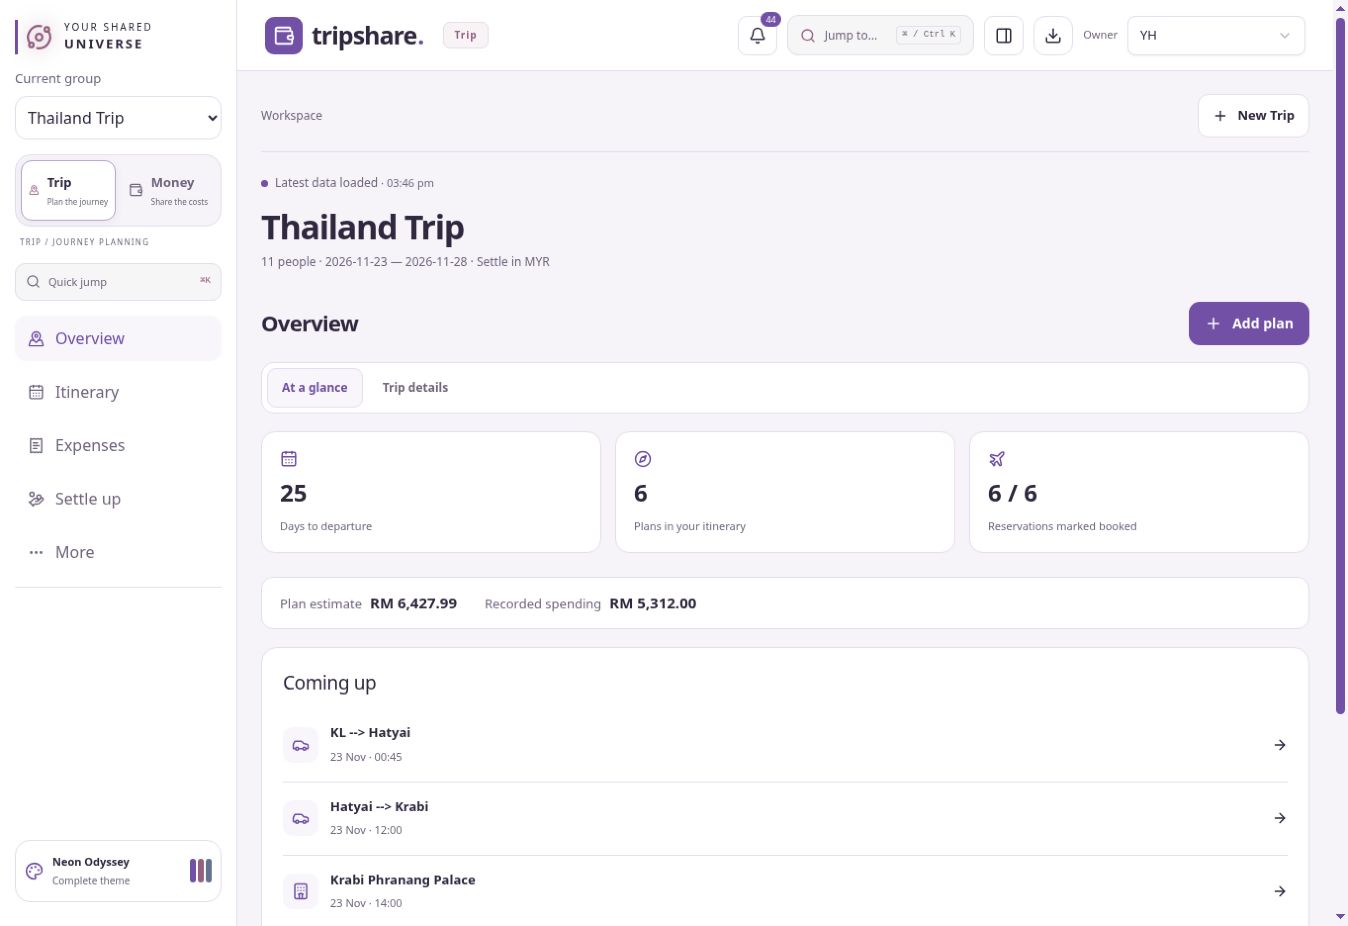 YOUR SHARED
UNIVERSE
Current group
Thailand Trip
Trip
Plan the journey
Money
Share the costs
TRIP / JOURNEY PLANNING
Quick jump
⌘K
Overview
Itinerary
Expenses
Settle up
More
Neon Odyssey
Complete theme
tripshare.
Trip
44
Jump to...
⌘ / Ctrl K
Owner
YH
Workspace
New Trip
Latest data loaded · 03:46 pm
Thailand Trip
11 people · 2026-11-23 — 2026-11-28 · Settle in MYR
Overview
Add plan
At a glance
Trip details
25
Days to departure
6
Plans in your itinerary
6 / 6
Reservations marked booked
Plan estimate RM 6,427.99 Recorded spending RM 5,312.00
Coming up
KL --> Hatyai
23 Nov · 00:45
Hatyai --> Krabi
23 Nov · 12:00
Krabi Phranang Palace
23 Nov · 14:00